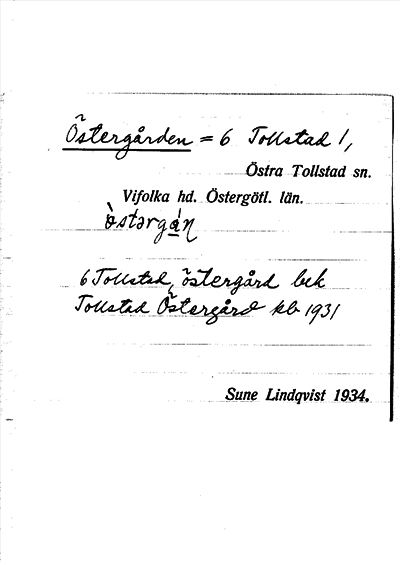 Östergården = 6 Tollstad 1,
Östra Tollstad sn.
Vifolka hd. Östergötl. län.
östərgán
6 Tollstad, östergård bek
Tollstad Östergård kb 1931
Sune Lindqvist 1934.